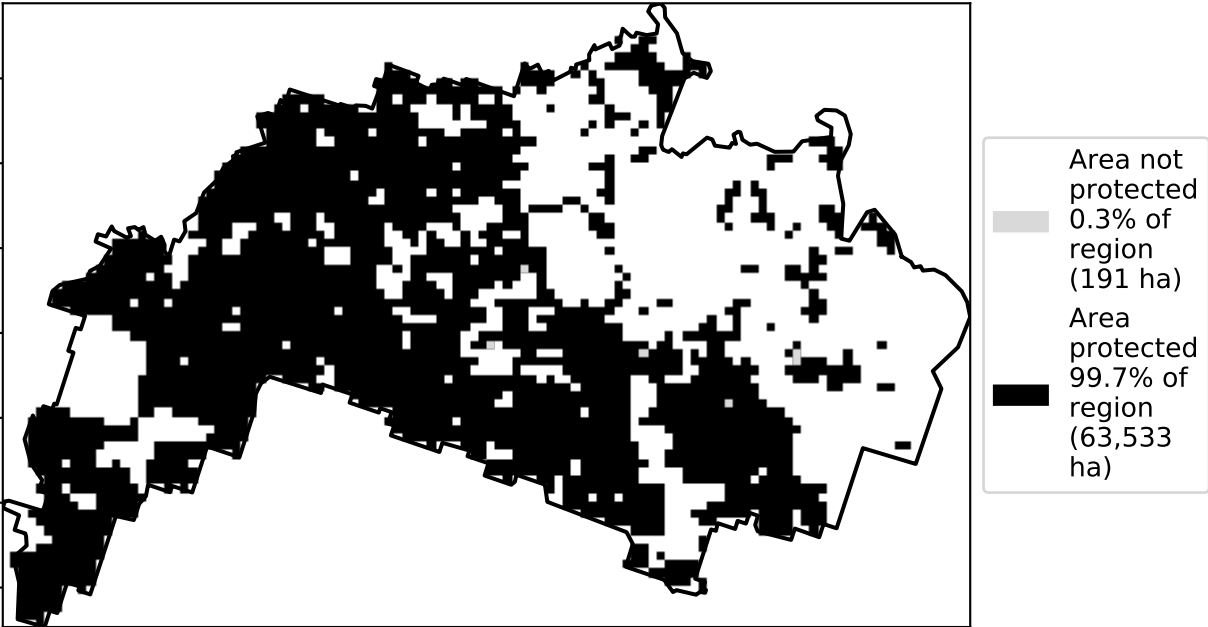 Area not
protected
0.3% of
region
(191 ha)
Area
protected
99.7% of
region
(63,533
ha)